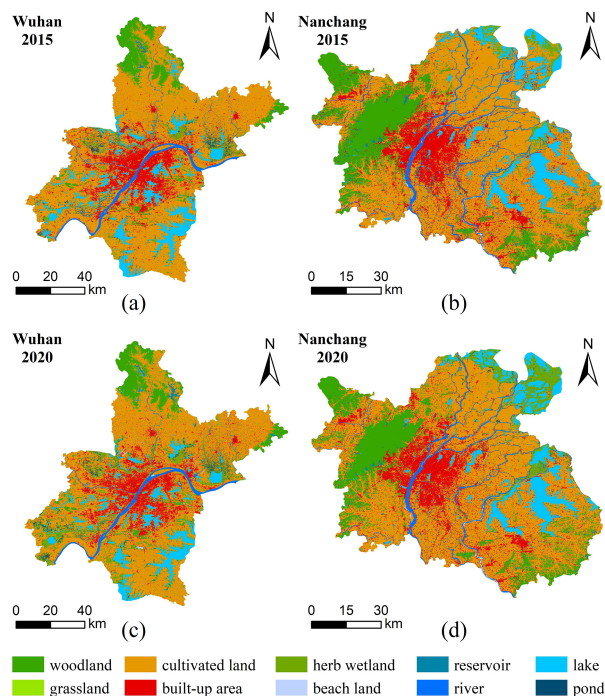 Wuhan
2015
N
0 20 40
km
(a)
Nanchang
2015
N
0 15 30
km
(b)
Wuhan
2020
N
0 20 40
km
(c)
Nanchang
2020
N
0 15 30
km
(d)
woodland cultivated land herb wetland reservoir lake
grassland built-up area beach land river pond